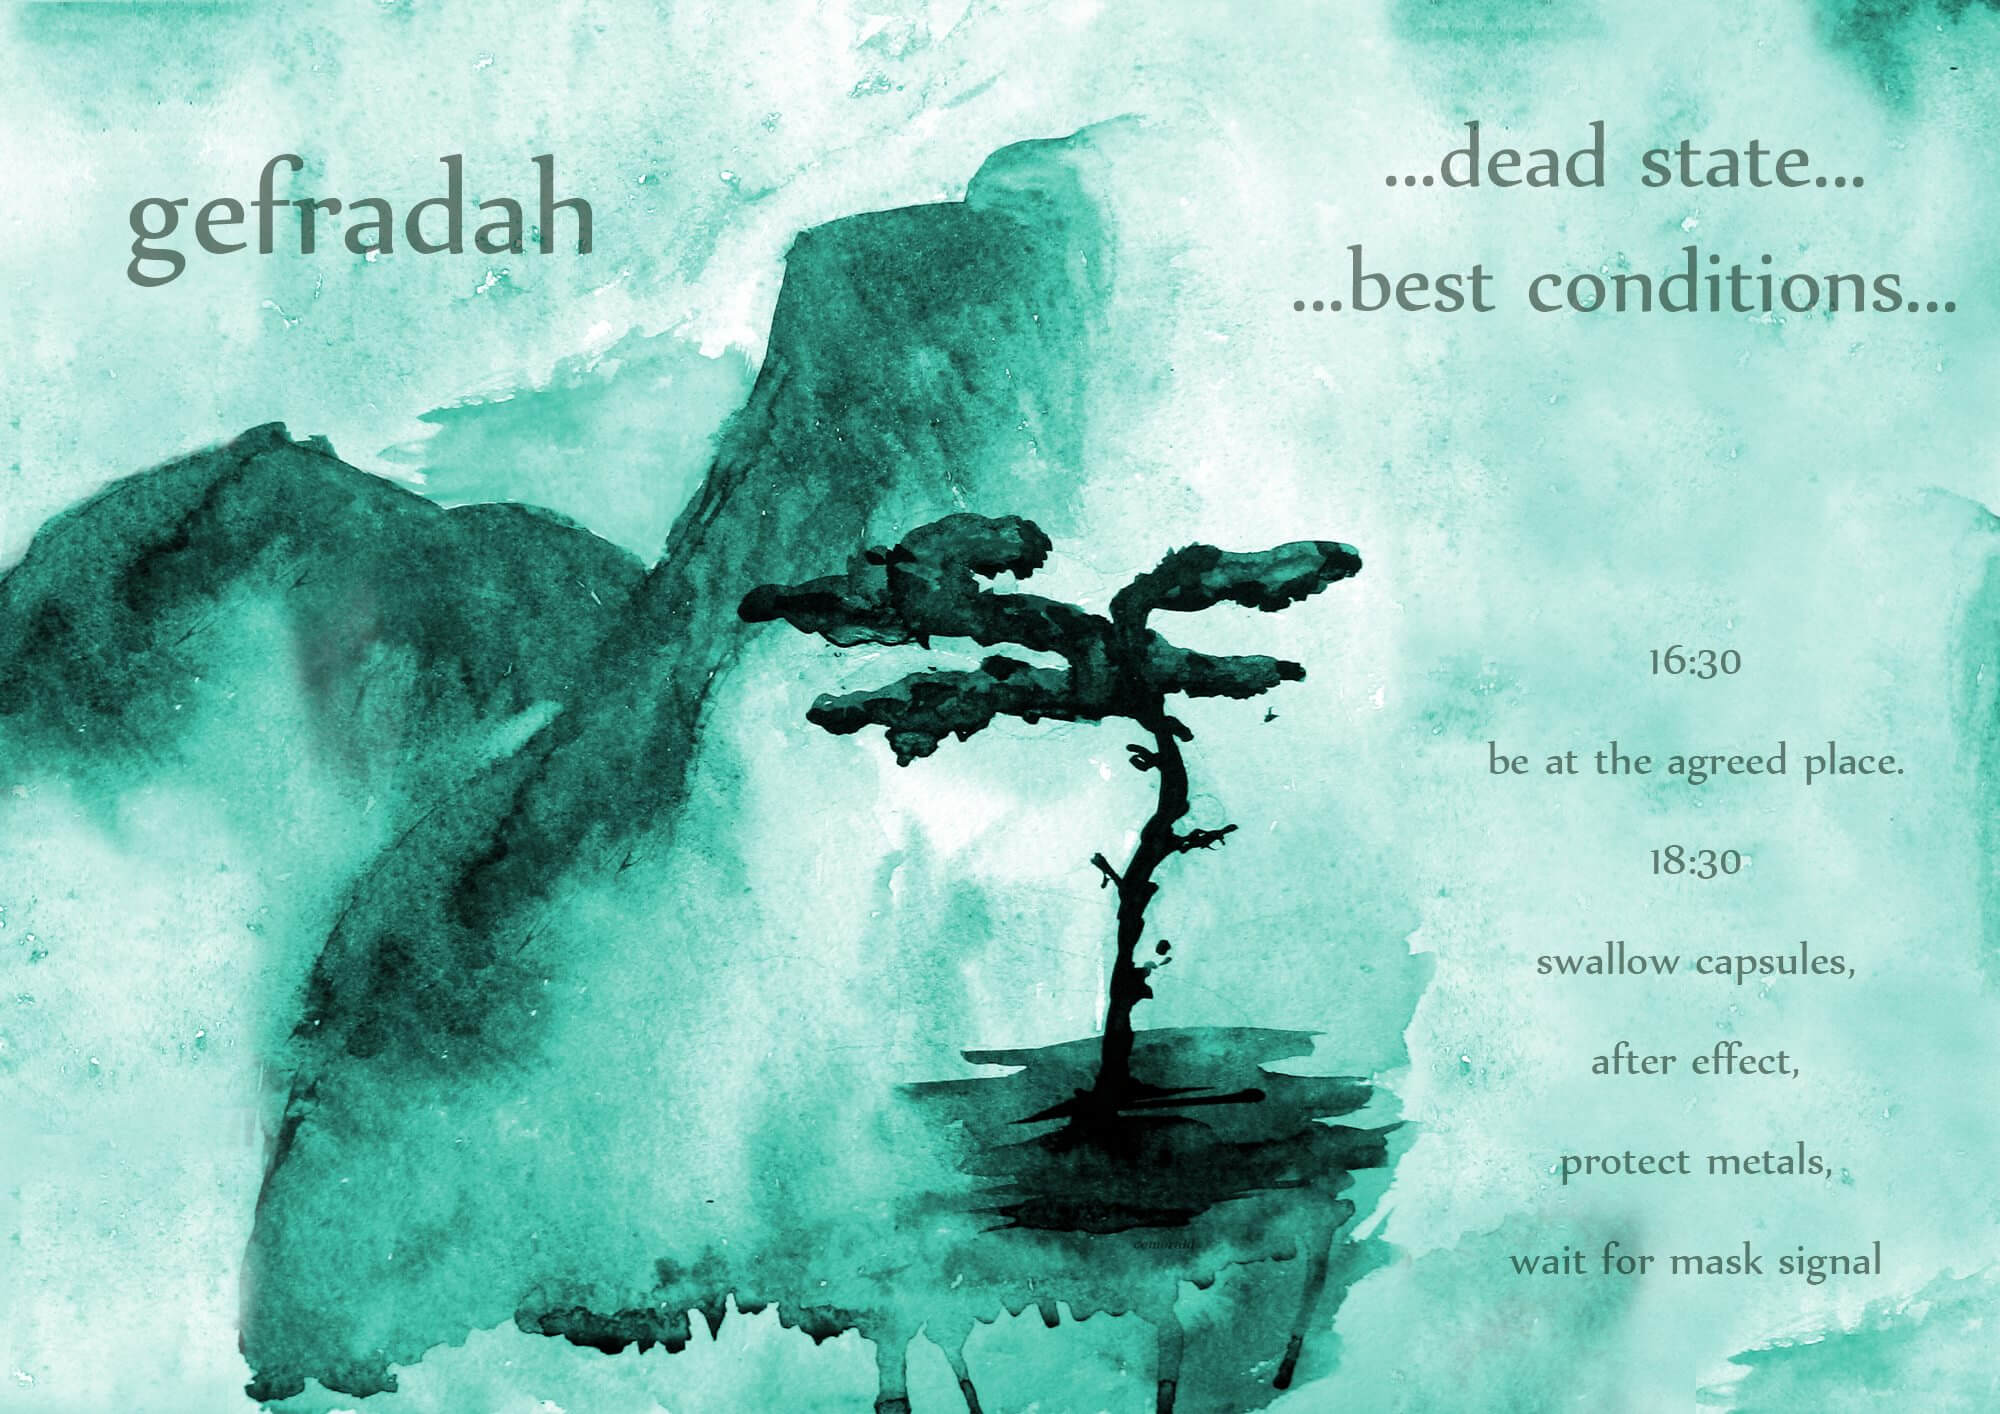 gefradah
...dead state...
...best conditions...
16:30
be at the agreed place.
18:30
swallow capsules,
after effect,
protect metals,
wait for mask signal